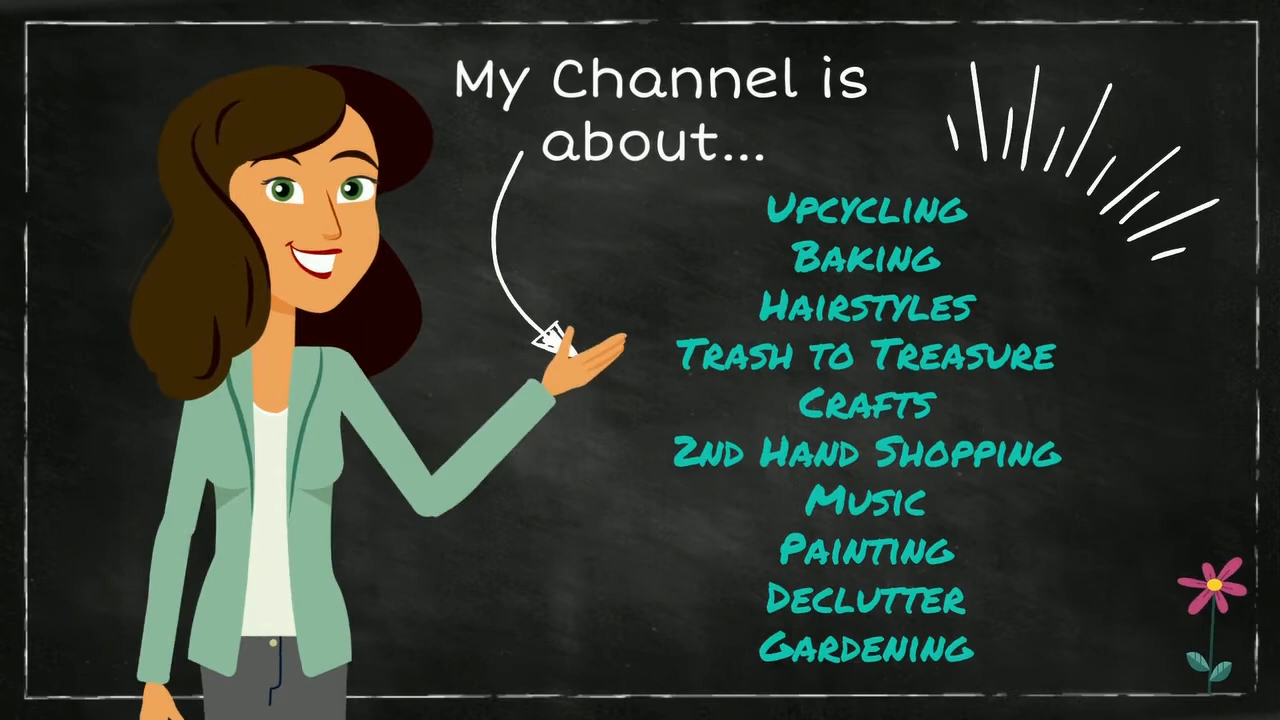 My Channel is
about...
Upcycling
Baking
Hairstyles
Trash to Treasure
Crafts
2nd Hand Shopping
Music
Painting
Declutter
Gardening